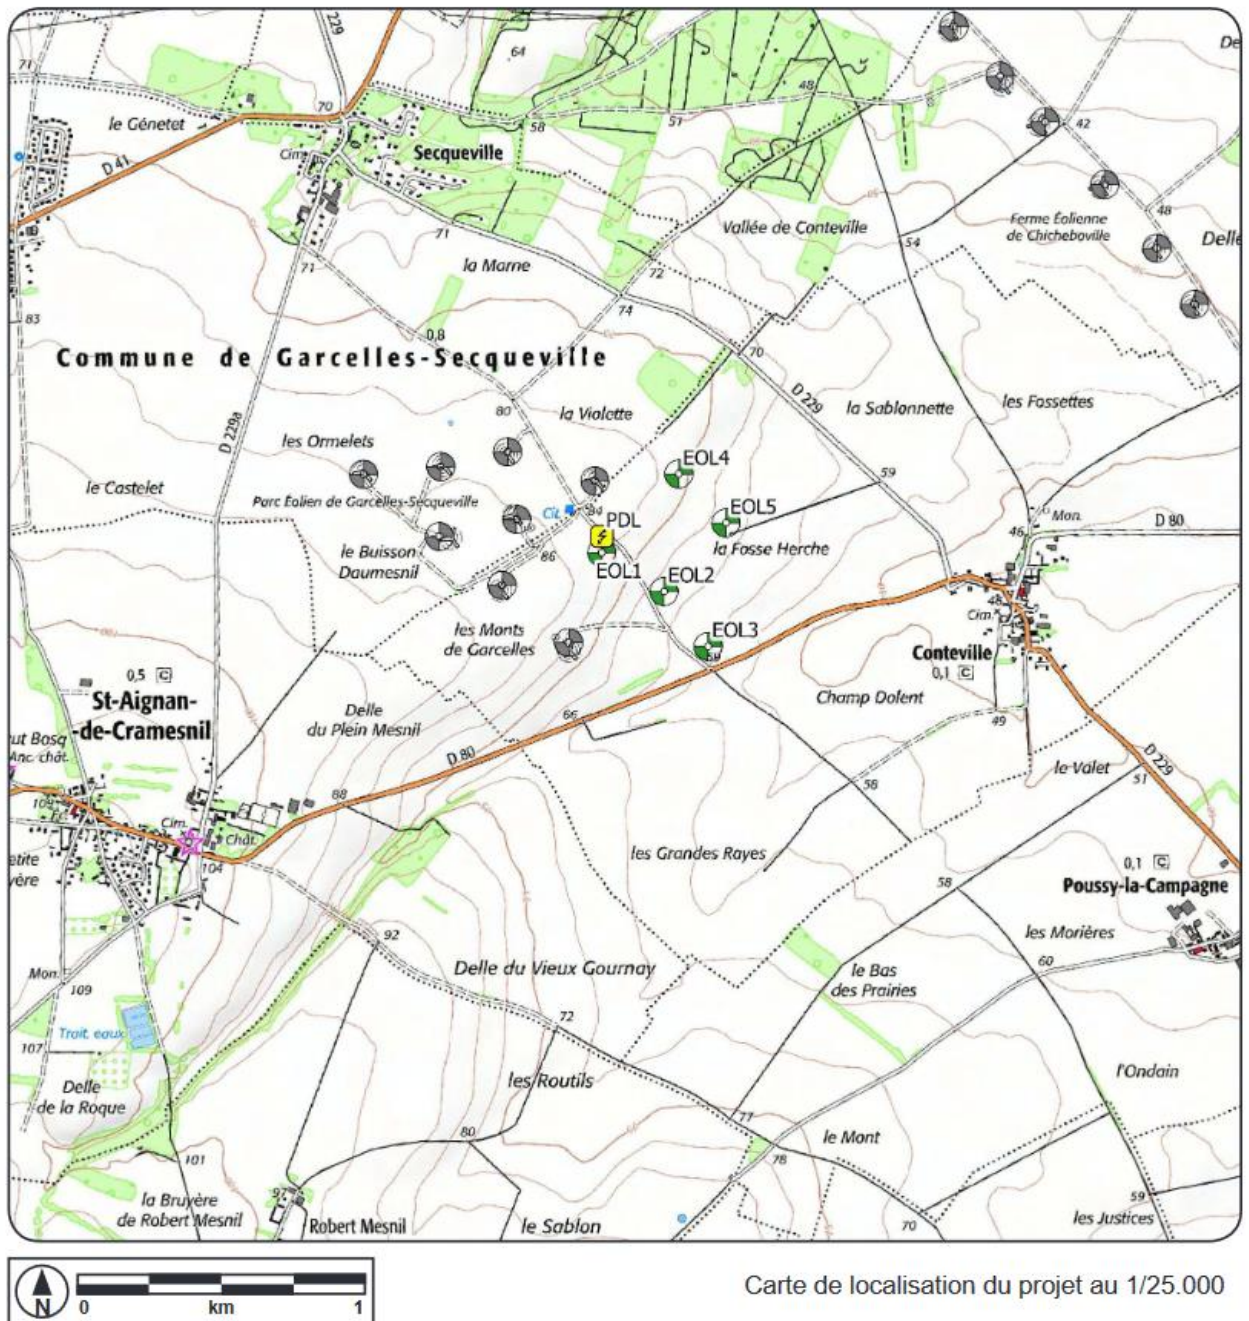 229
64
De
71
le Génetet
70
58
51
48
42
D 41
Cim.
Secqueville
71
la Marne
71
72
Vallée de Conteville
54
Ferme Éolienne
de Chicheboville
48
Delle
83
74
0,8
70
Commune de Garcelles-Secqueville
D 229
D 229a
80
la Violette
la Sablonnette
les Fossettes
les Ormelets
EOL4
59
le Castelet
Parc Éolien de Garcelles-Secqueville
Cit.
84
PDL
EOL5
Mon.
46
D 80
le Buisson
Daumesnil
86
EOL1
la Fosse Herche
EOL2
Cim.
les Monts
de Garcelles
EOL3
Conteville
0,1 C
0,5 C
St-Aignan-
-de-Cramesnil
Delle
du Plein Mesnil
Champ Dolent
49
66
ut Bosq
Anc. chât.
D 80
58
le Valet
D 229
51
88
109
Cim.
Chât.
etite
yère
104
les Grandes Rayes
58
0,1 C
Poussy-la-Campagne
92
Delle du Vieux Gournay
le Bas
des Prairies
les Morières
60
Mon.
109
Trait. eaux
72
107
les Routils
l'Ondain
Delle
de la Roque
77
80
le Mont
78
101
la Bruyère
de Robert Mesnil
97
Robert Mesnil
le Sablon
70
59
les Justices
N
0 km 1
Carte de localisation du projet au 1/25.000